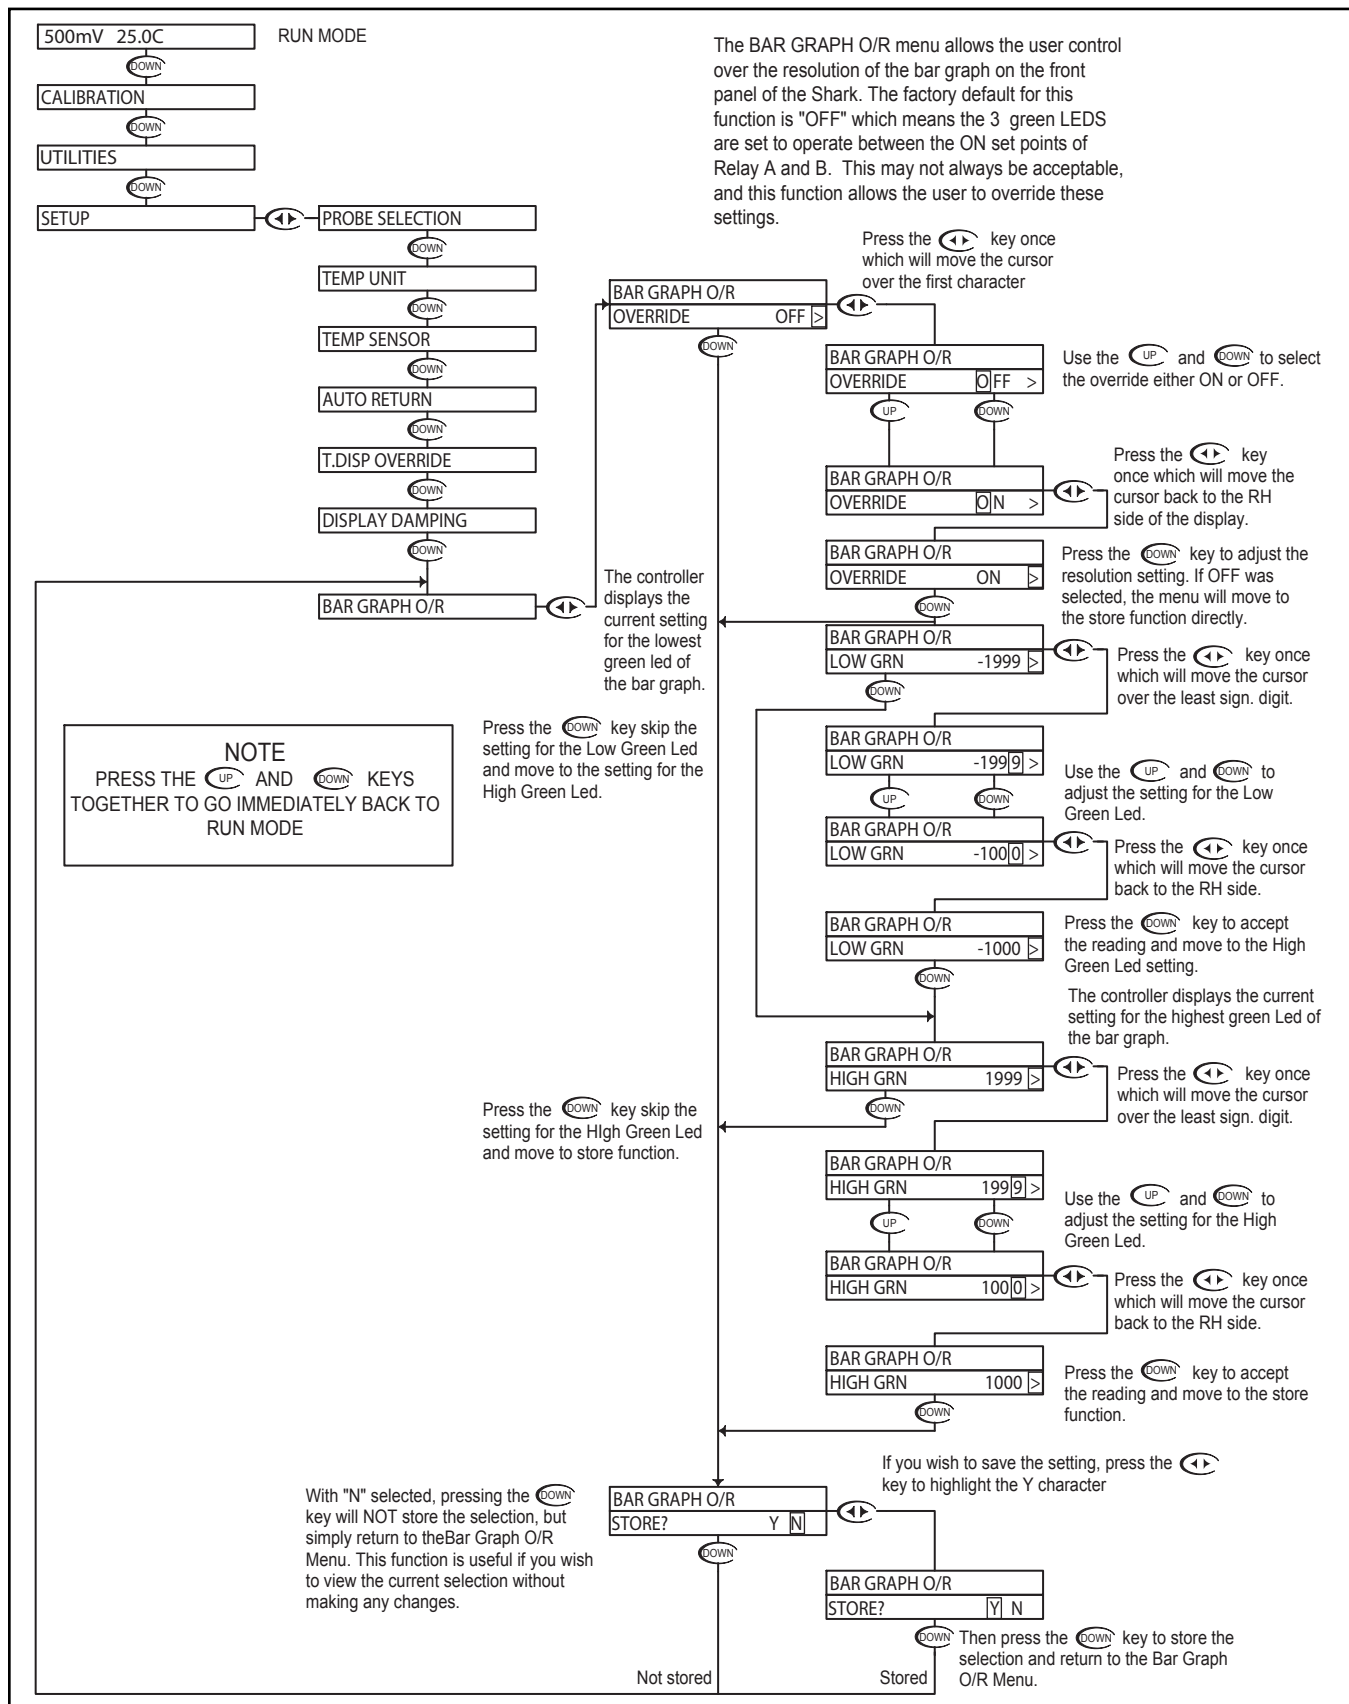 500mV 25.0C
RUN MODE
DOWN
CALIBRATION
DOWN
UTILITIES
DOWN
SETUP
PROBE SELECTION
DOWN
TEMP UNIT
DOWN
TEMP SENSOR
DOWN
AUTO RETURN
DOWN
T.DISP OVERRIDE
DOWN
DISPLAY DAMPING
DOWN
BAR GRAPH O/R
The BAR GRAPH O/R menu allows the user control
over the resolution of the bar graph on the front
panel of the Shark. The factory default for this
function is "OFF" which means the 3 green LEDS
are set to operate between the ON set points of
Relay A and B. This may not always be acceptable,
and this function allows the user to override these
settings.
NOTE
PRESS THE UP AND DOWN KEYS
TOGETHER TO GO IMMEDIATELY BACK TO
RUN MODE
The controller
displays the
current setting
for the lowest
green led of
the bar graph.
BAR GRAPH O/R
OVERRIDE OFF >
DOWN
Press the key once
which will move the cursor
over the first character
BAR GRAPH O/R
OVERRIDE OFF >
UP DOWN
Use the UP and DOWN to select
the override either ON or OFF.
BAR GRAPH O/R
OVERRIDE ON >
Press the key
once which will move the
cursor back to the RH
side of the display.
BAR GRAPH O/R
OVERRIDE ON >
DOWN
Press the DOWN key to adjust the
resolution setting. If OFF was
selected, the menu will move to
the store function directly.
BAR GRAPH O/R
LOW GRN -1999 >
DOWN
Press the key once
which will move the cursor
over the least sign. digit.
Press the DOWN key skip the
setting for the Low Green Led
and move to the setting for the
High Green Led.
BAR GRAPH O/R
LOW GRN -1999 >
UP DOWN
Use the UP and DOWN to
adjust the setting for the Low
Green Led.
BAR GRAPH O/R
LOW GRN -1000 >
Press the key once
which will move the cursor
back to the RH side.
BAR GRAPH O/R
LOW GRN -1000 >
DOWN
Press the DOWN key to accept
the reading and move to the High
Green Led setting.
The controller displays the current
setting for the highest green Led of
the bar graph.
BAR GRAPH O/R
HIGH GRN 1999 >
DOWN
Press the key once
which will move the cursor
over the least sign. digit.
Press the DOWN key skip the
setting for the HIgh Green Led
and move to store function.
BAR GRAPH O/R
HIGH GRN 1999 >
UP DOWN
Use the UP and DOWN to
adjust the setting for the High
Green Led.
BAR GRAPH O/R
HIGH GRN 1000 >
Press the key once
which will move the cursor
back to the RH side.
BAR GRAPH O/R
HIGH GRN 1000 >
DOWN
Press the DOWN key to accept
the reading and move to the store
function.
If you wish to save the setting, press the
key to highlight the Y character
With "N" selected, pressing the DOWN
key will NOT store the selection, but
simply return to theBar Graph O/R
Menu. This function is useful if you wish
to view the current selection without
making any changes.
BAR GRAPH O/R
STORE? Y N
DOWN
BAR GRAPH O/R
STORE? Y N
DOWN
Then press the DOWN key to store the
selection and return to the Bar Graph
O/R Menu.
Not stored
Stored